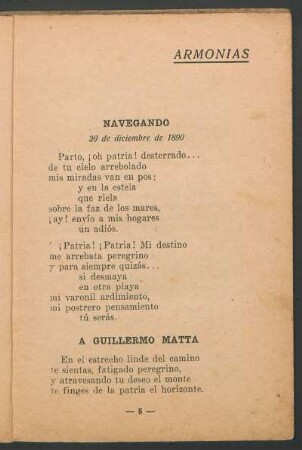 ARMONIAS
NAVEGANDO
20 de diciembre de 1890
Parto, ¡oh patria! desterrado...
de tu cielo arrebolado
mis miradas van en pos;
y en la estela
que riela
sobre la faz de los mares,
¡ay! envío a mis hogares
un adiós.
¡Patria! ¡Patria! Mi destino
me arrebata peregrino
y para siempre quizás...
si desmaya
en otra playa
mi varonil ardimiento,
mi postrero pensamiento
tú serás.
A GUILLERMO MATTA
En el estrecho linde del camino
te sientas, fatigado peregrino,
y atravesando tu deseo el monte
te finges de la patria el horizonte.
— 5 —